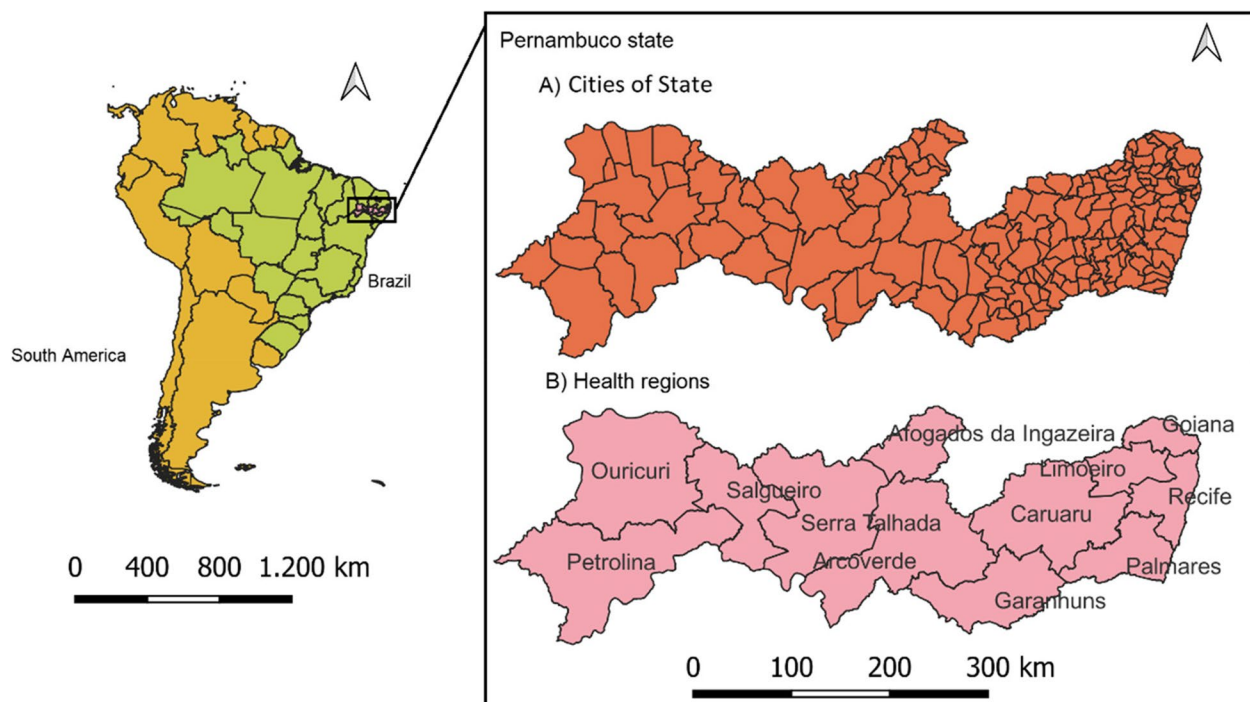 Pernambuco state
A) Cities of State
Brazil
South America
0 400 800 1.200 km
B) Health regions
Afogados da Ingazeira
Goiana
Ouricuri
Limoeiro
Salgueiro
Recife
Serra Talhada
Caruaru
Petrolina
Arcoverde
Palmares
Garanhuns
0 100 200 300 km